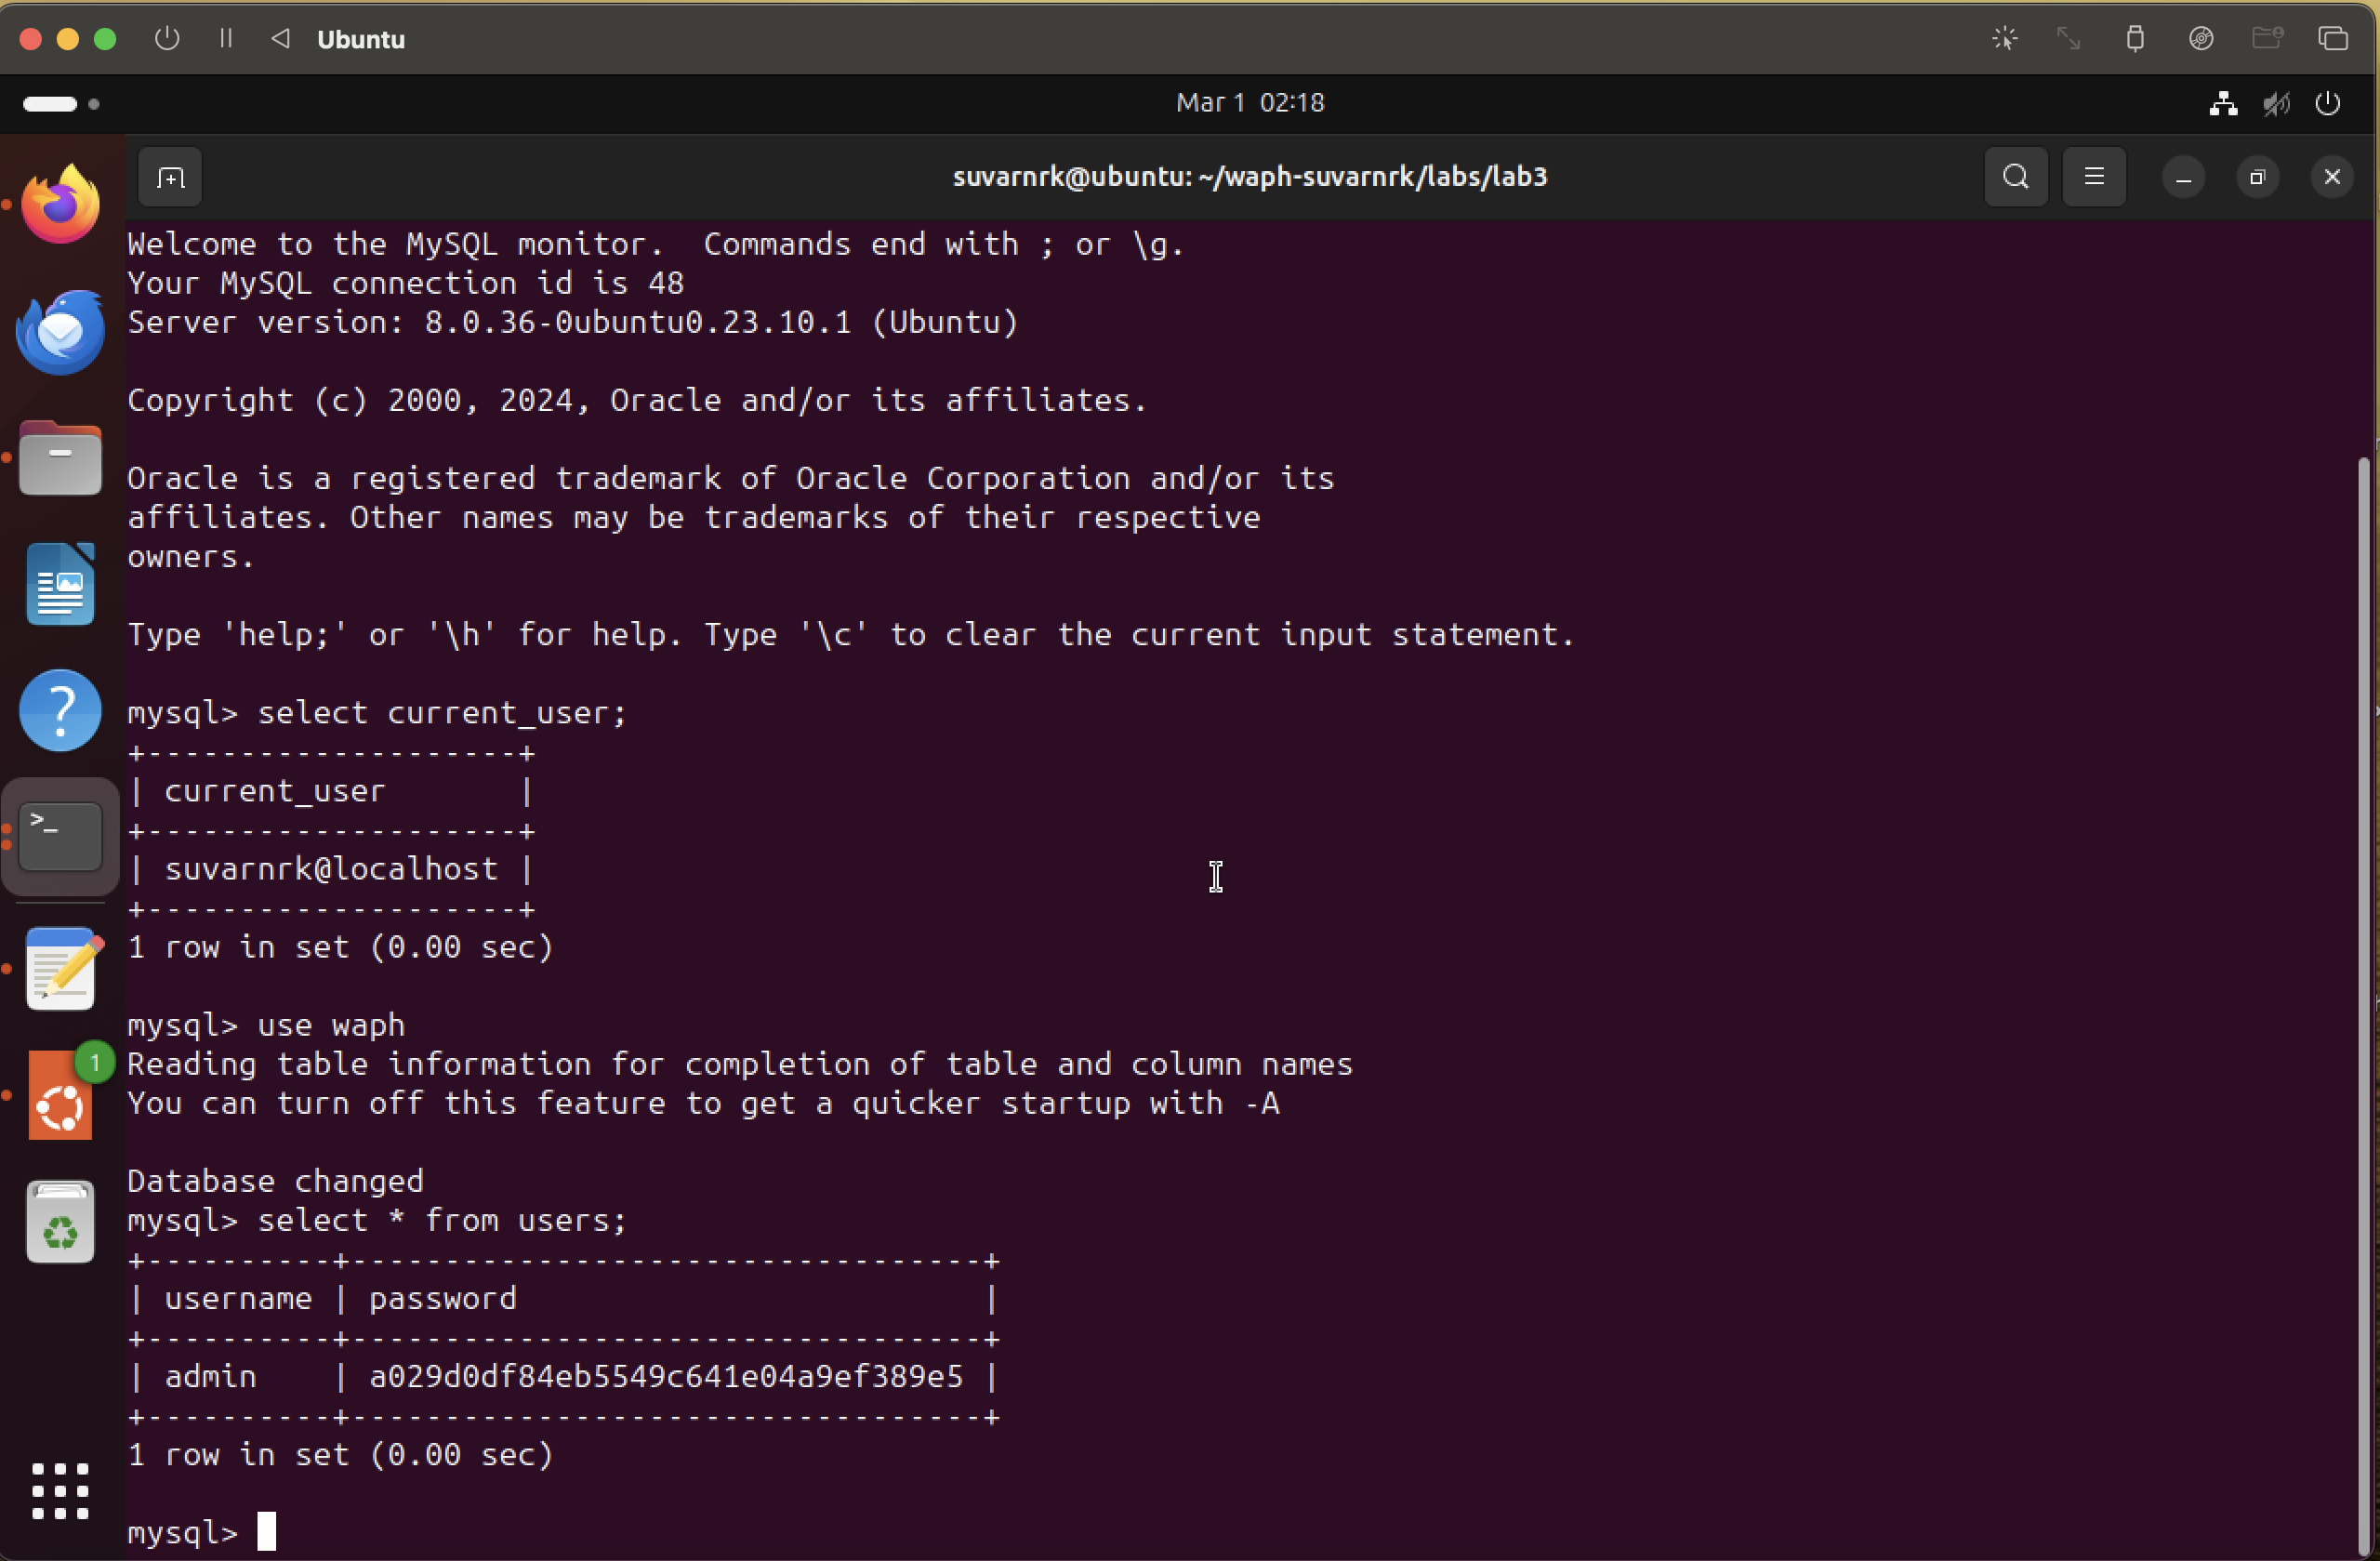 Ubuntu
Mar 1 02:18
suvarnrk@ubuntu: ~/waph-suvarnrk/labs/lab3
Welcome to the MySQL monitor.  Commands end with ; or \g.
Your MySQL connection id is 48
Server version: 8.0.36-0ubuntu0.23.10.1 (Ubuntu)
Copyright (c) 2000, 2024, Oracle and/or its affiliates.
Oracle is a registered trademark of Oracle Corporation and/or its
affiliates. Other names may be trademarks of their respective
owners.
Type 'help;' or '\h' for help. Type '\c' to clear the current input statement.
mysql> select current_user;
+--------------------+
| current_user       |
+--------------------+
| suvarnrk@localhost |
+--------------------+
1 row in set (0.00 sec)
mysql> use waph
1
Reading table information for completion of table and column names
You can turn off this feature to get a quicker startup with -A
Database changed
mysql> select * from users;
+----------+----------------------------------+
| username | password                         |
+----------+----------------------------------+
| admin    | a029d0df84eb5549c641e04a9ef389e5 |
+----------+----------------------------------+
1 row in set (0.00 sec)
mysql>